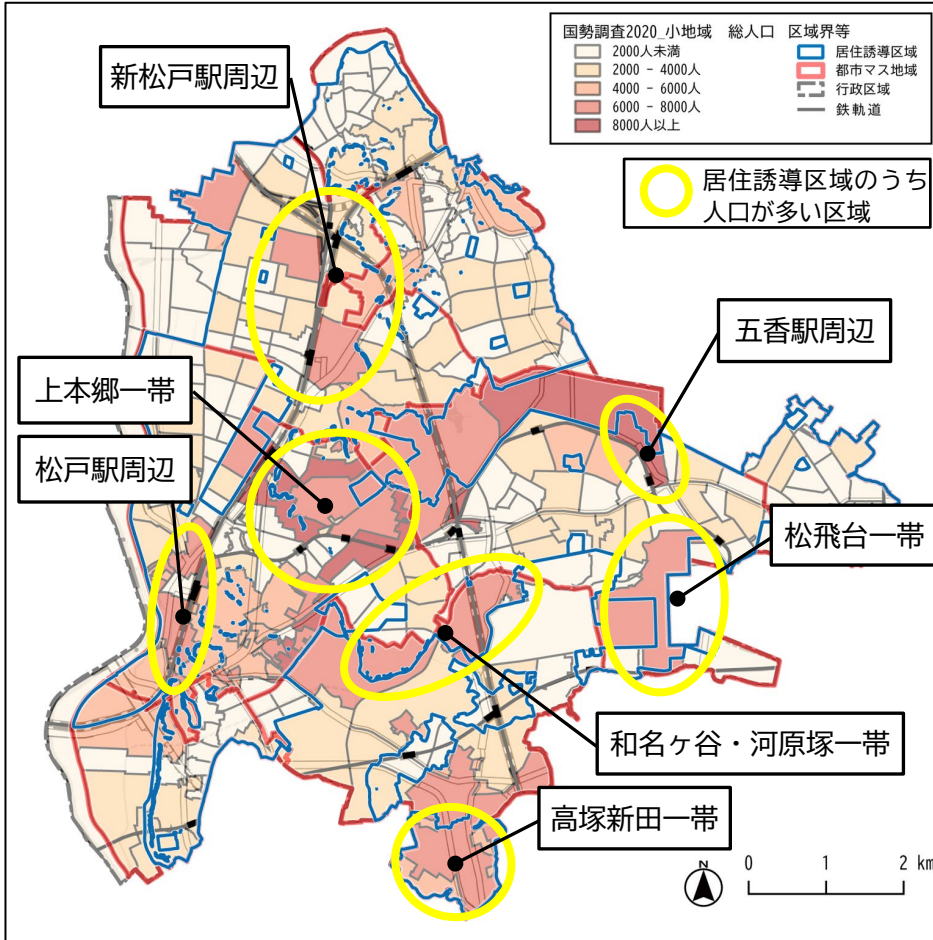 国勢調査2020_小地域 総人口
2000人未満
2000 - 4000人
4000 - 6000人
6000 - 8000人
8000人以上
区域界等
居住誘導区域
都市マス地域
行政区域
鉄軌道
居住誘導区域のうち
人口が多い区域
新松戸駅周辺
五香駅周辺
上本郷一帯
松戸駅周辺
松飛台一帯
和名ヶ谷・河原塚一帯
高塚新田一帯
N
0 1 2 km